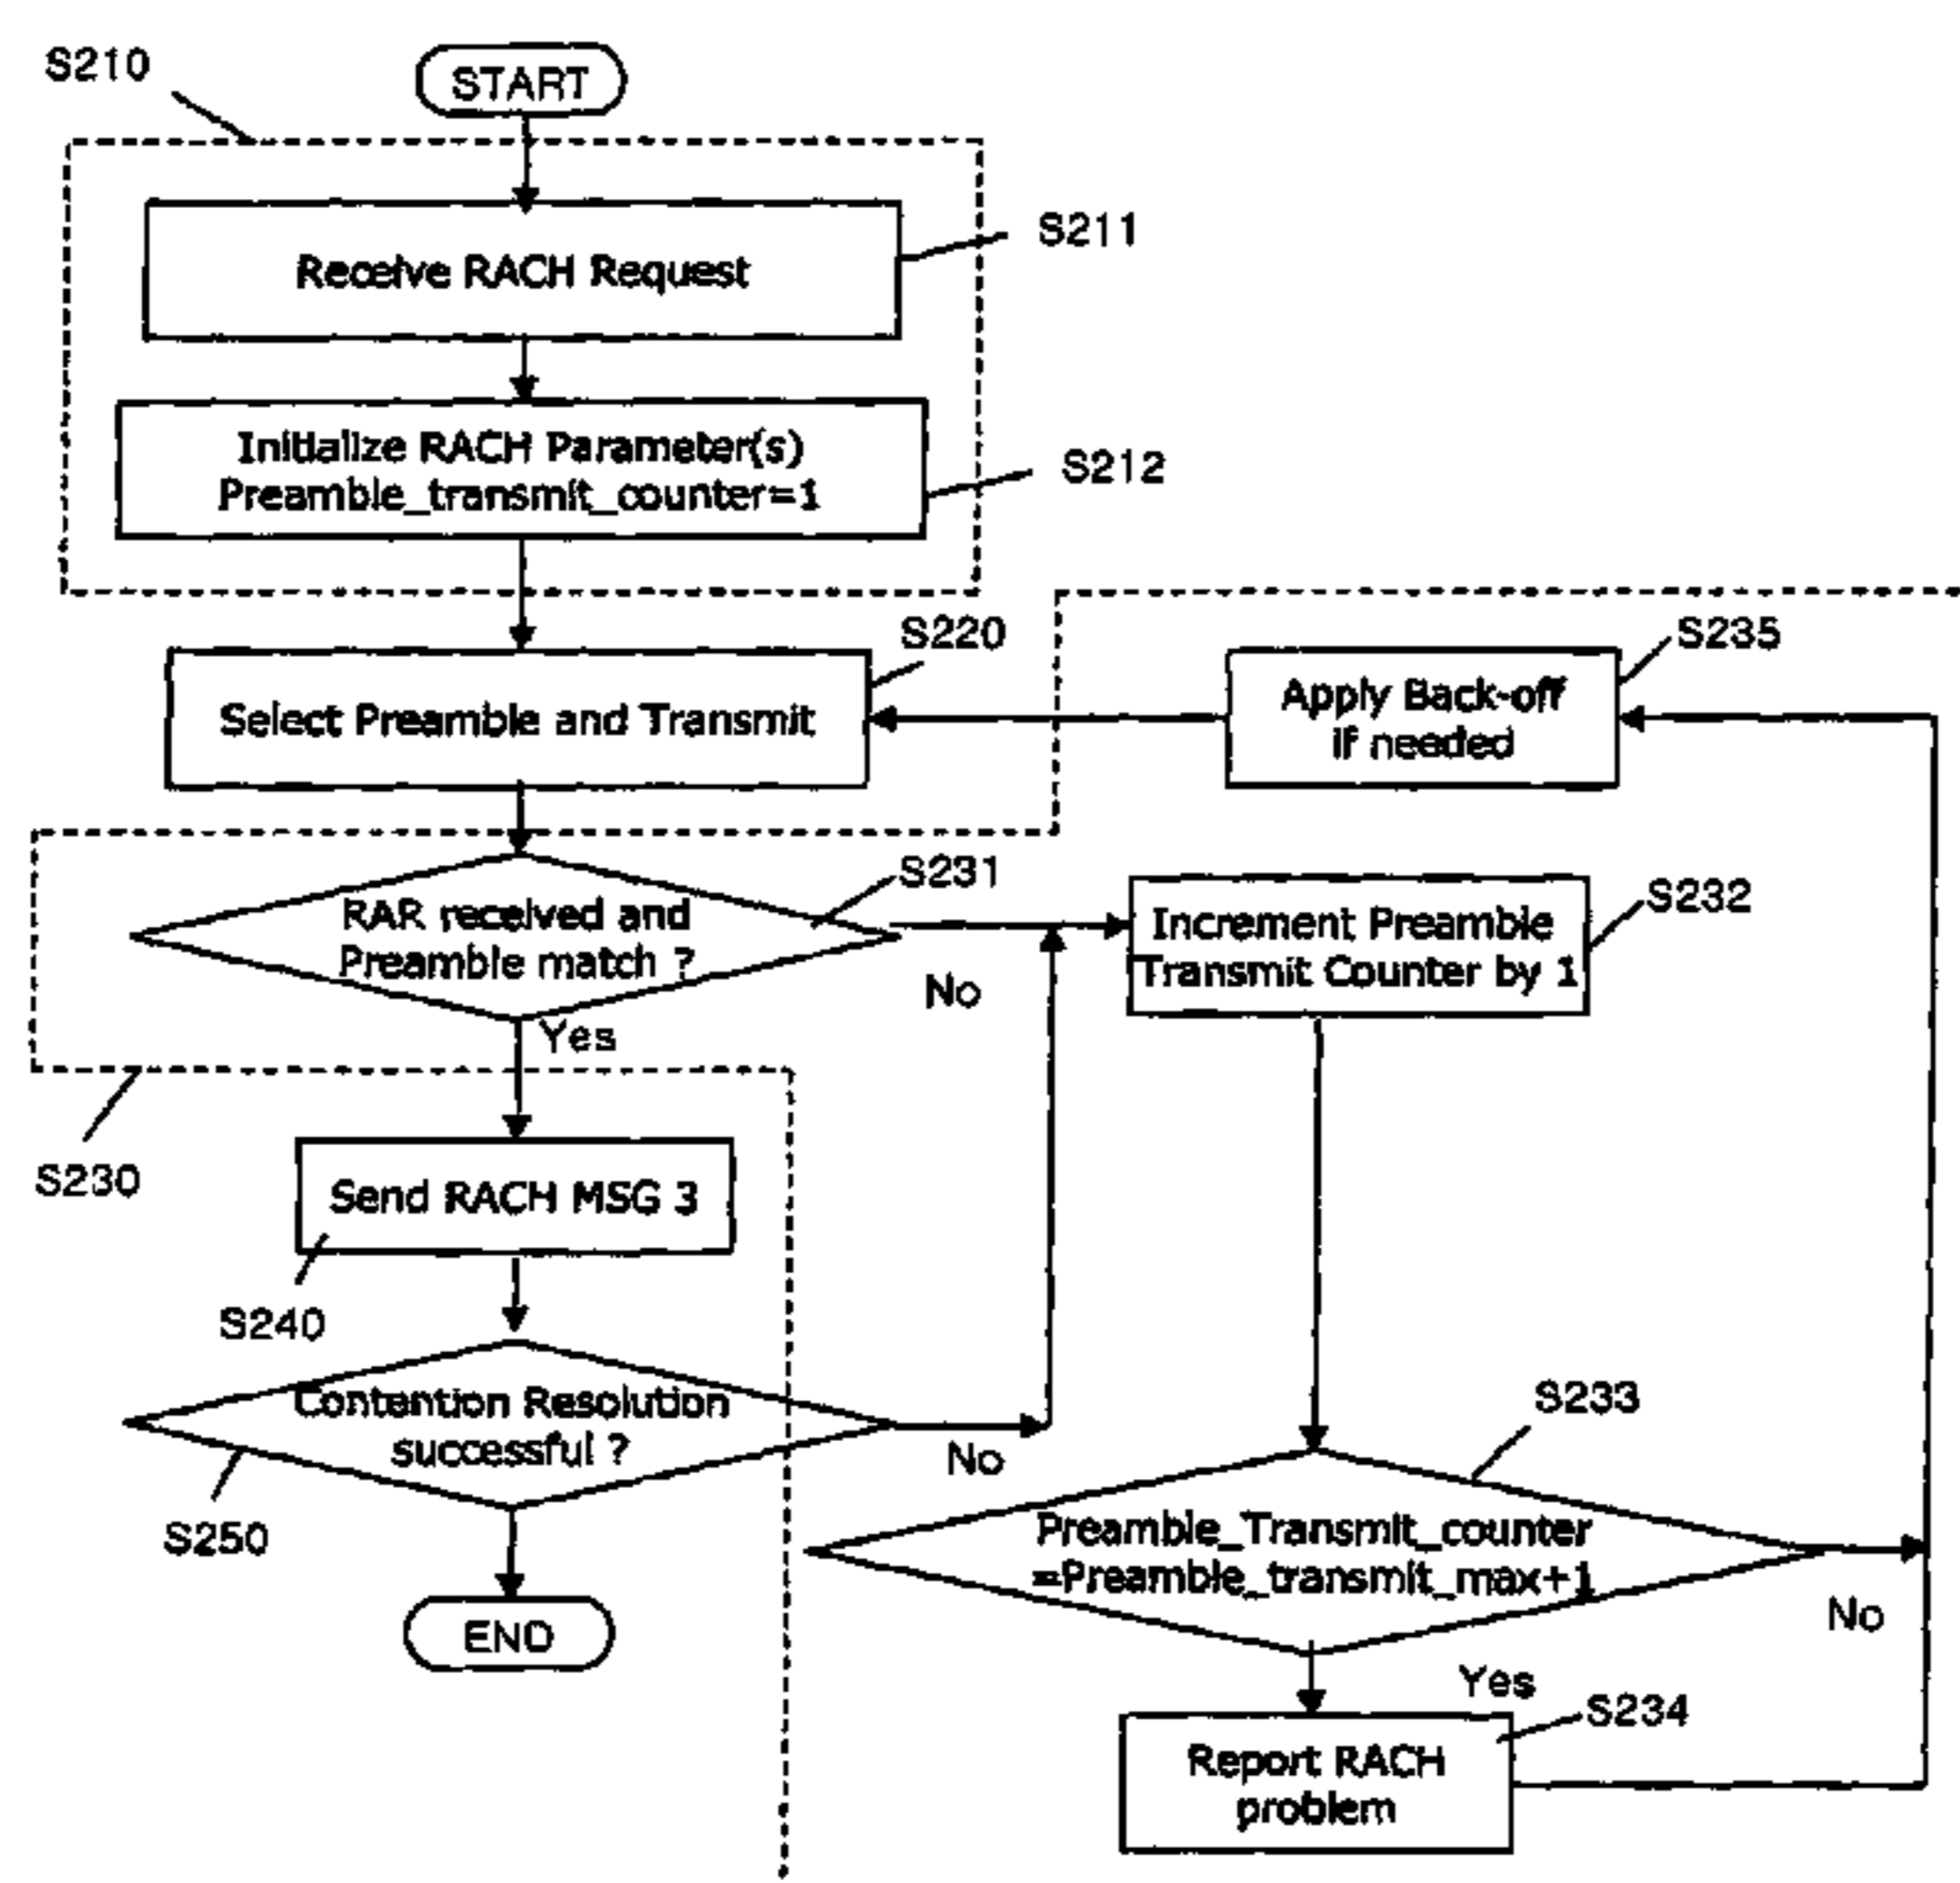 S210
START
Receive RACH Request
S211
Initialize RACH Parameter(s)
Preamble_transmit_counter=1
S212
S220
Select Preamble and Transmit
S235
Apply Back-off
if needed
RAR received and
Preamble match ?
S231
No
Yes
Increment Preamble
Transmit Counter by 1
S232
S230
Send RACH MSG 3
S240
Contention Resolution
successful ?
No
S250
END
S233
Preamble_Transmit_counter
=Preamble_transmit_max+1
No
Yes
S234
Report RACH
problem